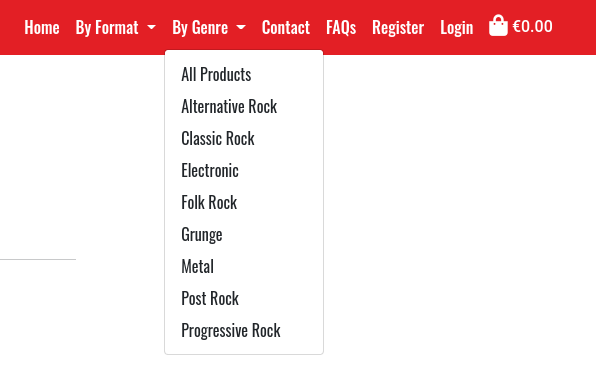 Home By Format By Genre Contact FAQs Register Login €0.00
All Products
Alternative Rock
Classic Rock
Electronic
Folk Rock
Grunge
Metal
Post Rock
Progressive Rock